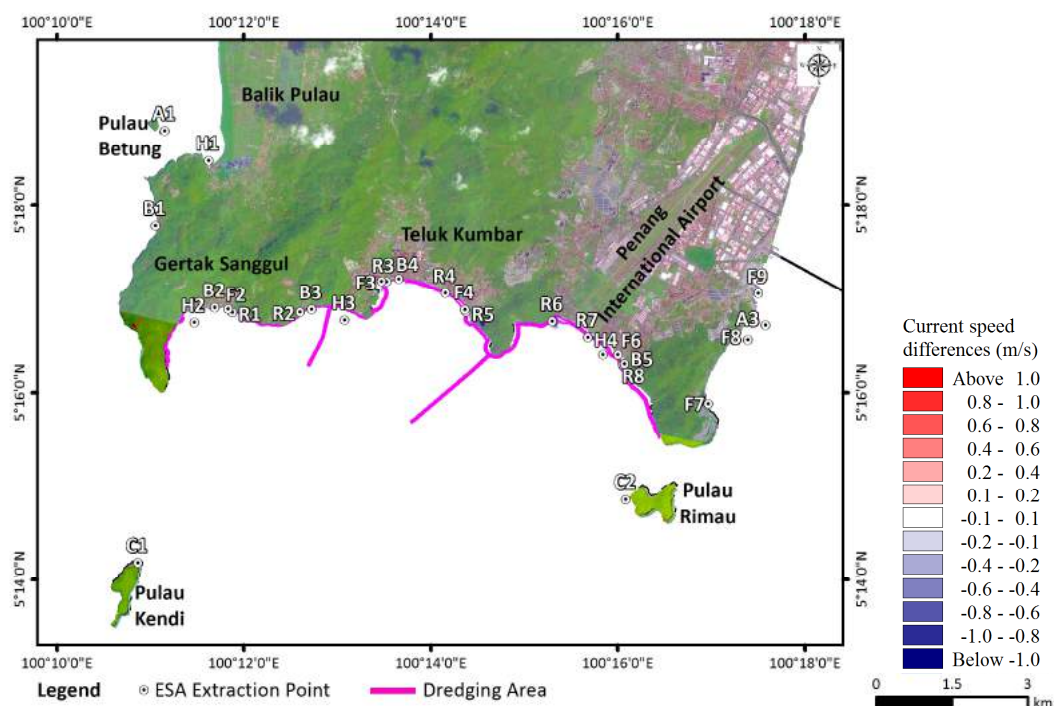 100°10'0"E 100°12'0"E 100°14'0"E 100°16'0"E 100°18'0"E
Balik Pulau
A1
Pulau
Betung
H1
5°18'0"N 5°18'0"N
B1
Teluk Kumbar
Penang
International Airport
Gertak Sanggul
F9
H2 B2 F2 R1 R2 B3 H3 F3 R3 B4 R4 F4 R5 R6 R7 H4 F6 B5 R8
A3
F8
5°16'0"N 5°16'0"N
F7
C2
Pulau
Rimau
C1
Pulau
Kendi
5°14'0"N 5°14'0"N
100°10'0"E 100°12'0"E 100°14'0"E 100°16'0"E 100°18'0"E
Legend ESA Extraction Point Dredging Area
Current speed
differences (m/s)
Above 1.0
0.8 - 1.0
0.6 - 0.8
0.4 - 0.6
0.2 - 0.4
0.1 - 0.2
-0.1 - 0.1
-0.2 - -0.1
-0.4 - -0.2
-0.6 - -0.4
-0.8 - -0.6
-1.0 - -0.8
Below -1.0
0 1.5 3
km